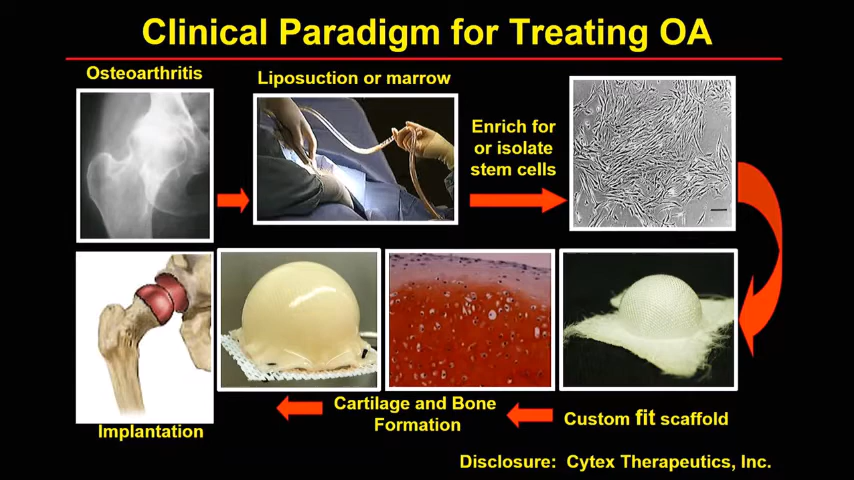 Clinical Paradigm for Treating OA
Osteoarthritis
Liposuction or marrow
Enrich for
or isolate
stem cells
Custom fit scaffold
Cartilage and Bone
Formation
Implantation
Disclosure: Cytex Therapeutics, Inc.